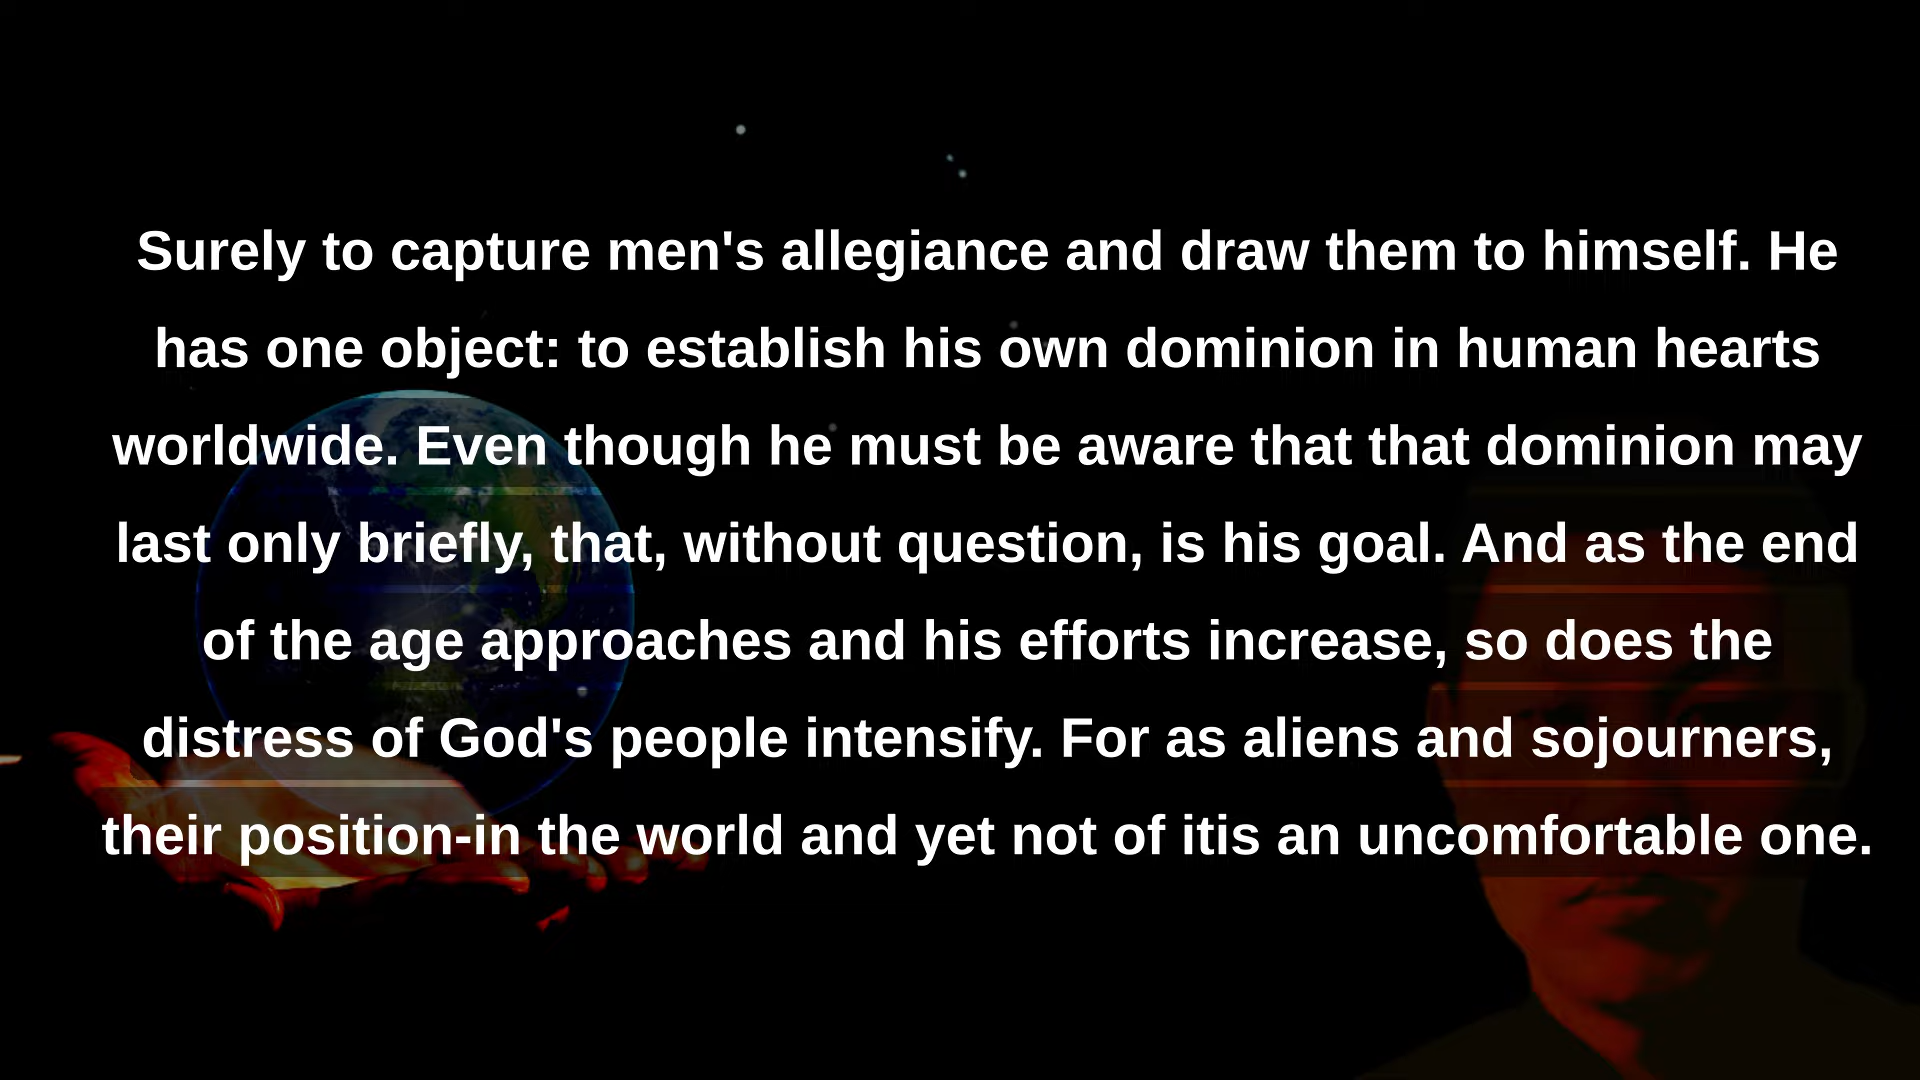 Surely to capture men's allegiance and draw them to himself. He
has one object: to establish his own dominion in human hearts
worldwide. Even though he must be aware that that dominion may
last only briefly, that, without question, is his goal. And as the end
of the age approaches and his efforts increase, so does the
distress of God's people intensify. For as aliens and sojourners,
their position-in the world and yet not of itis an uncomfortable one.